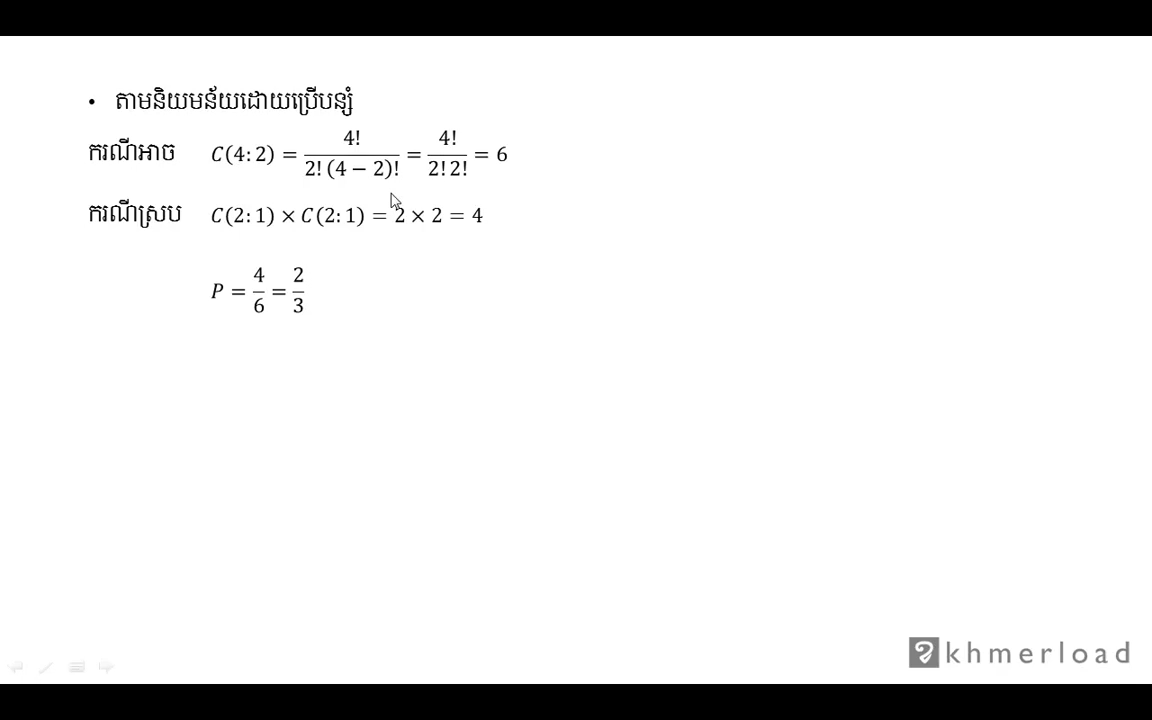 • តាមនិយមន័យដោយប្រើបន្សំ
ករណីអាច C(4:2) = 4!/(2!(4−2)!) = 4!/(2!2!) = 6
ករណីស្រប C(2:1) × C(2:1) = 2 × 2 = 4
P = 4/6 = 2/3
khmerload